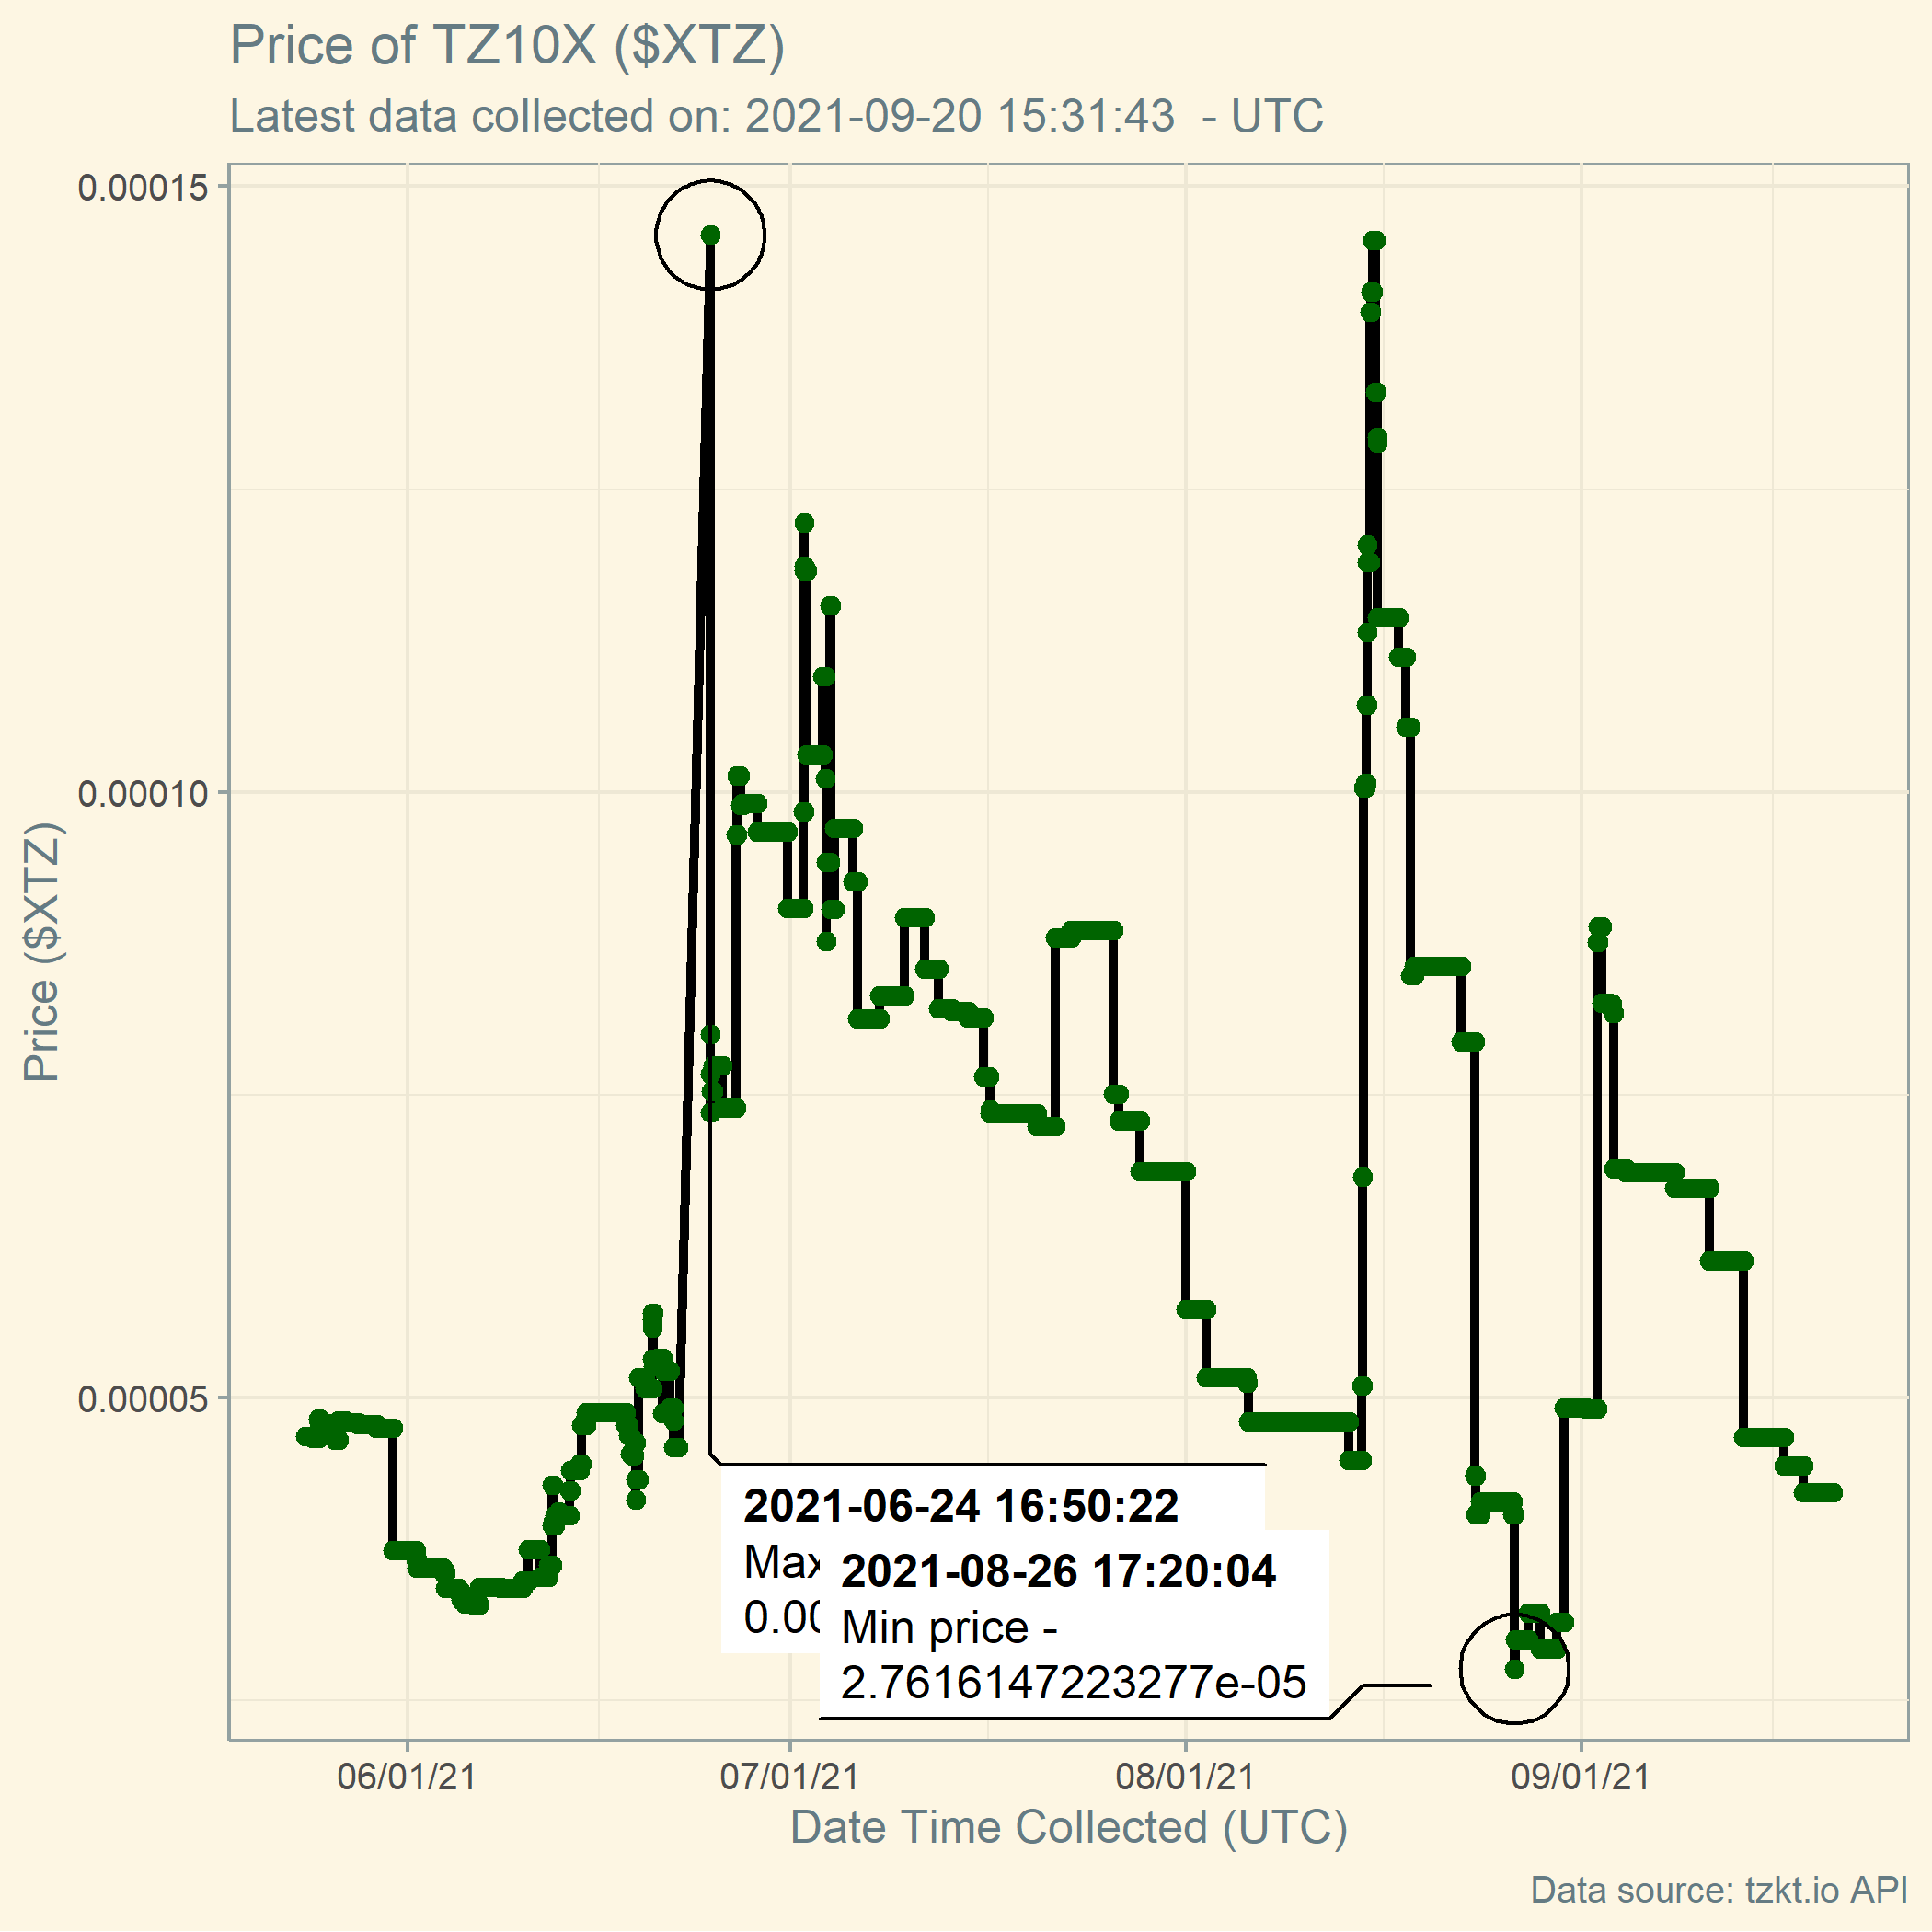 Price of TZ10X ($XTZ)
Latest data collected on: 2021-09-20 15:31:43 - UTC
0.00015
0.00010
0.00005
Price ($XTZ)
2021-06-24 16:50:22
Max
0.00
2021-08-26 17:20:04
Min price -
2.7616147223277e-05
06/01/21
07/01/21
08/01/21
09/01/21
Date Time Collected (UTC)
Data source: tzkt.io API